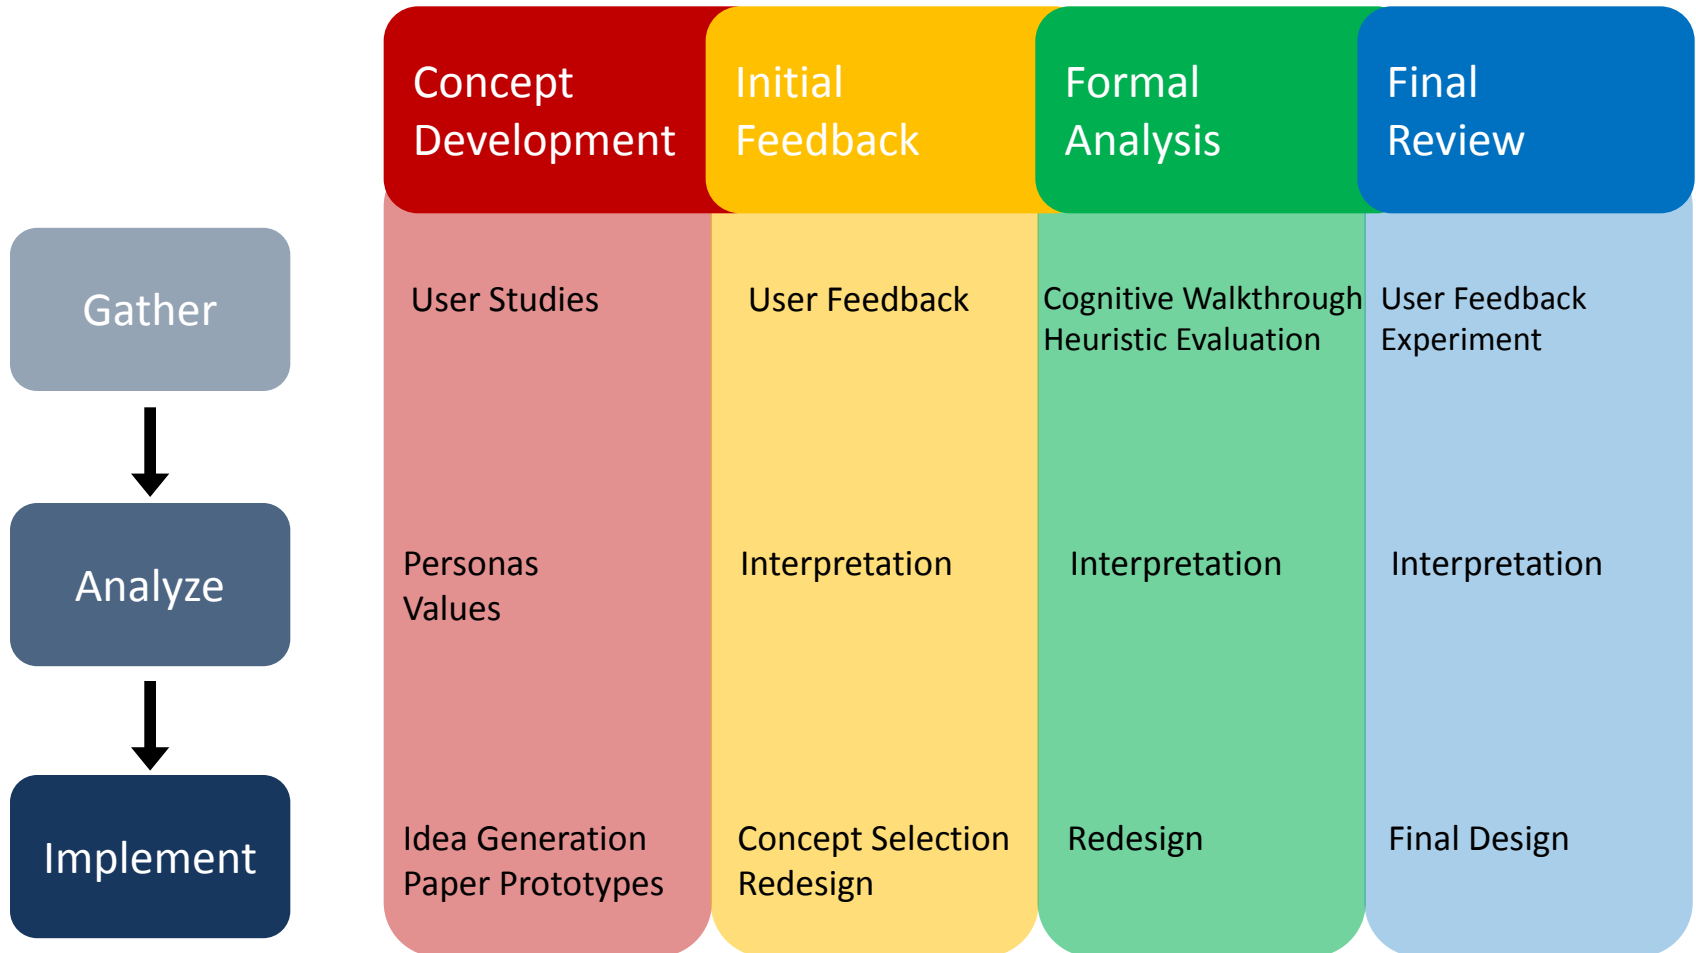 Concept
Development
Initial
Feedback
Formal
Analysis
Final
Review
Gather
User Studies
User Feedback
Cognitive Walkthrough
Heuristic Evaluation
User Feedback
Experiment
Analyze
Personas
Values
Interpretation
Interpretation
Interpretation
Implement
Idea Generation
Paper Prototypes
Concept Selection
Redesign
Redesign
Final Design